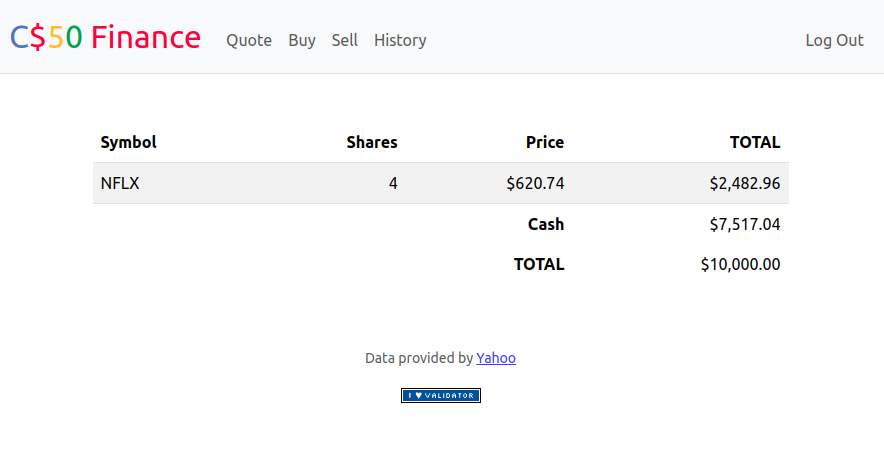 C$50 Finance Quote Buy Sell History Log Out
Symbol Shares Price TOTAL
NFLX 4 $620.74 $2,482.96
Cash $7,517.04
TOTAL $10,000.00
Data provided by Yahoo
I ♥ VALIDATOR